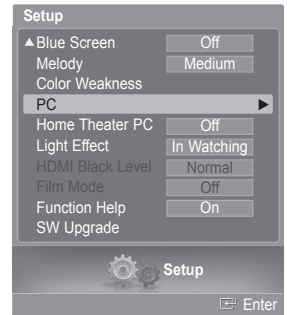 Setup
▲Blue Screen Off
Melody Medium
Color Weakness
PC ►
Home Theater PC Off
Light Effect In Watching
HDMI Black Level Normal
Film Mode Off
Function Help On
SW Upgrade
Setup
Enter